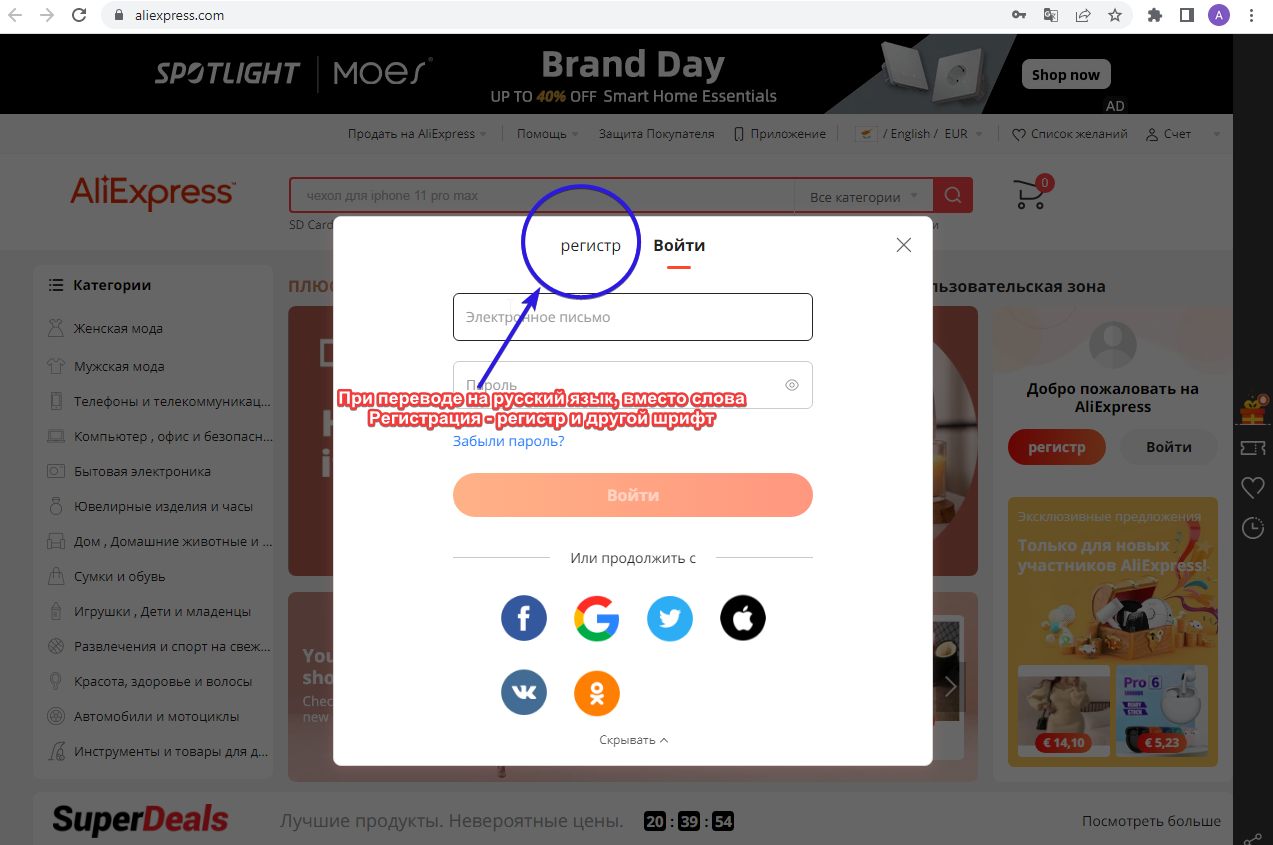 aliexpress.com
A
SPOTLIGHT
MOES
Brand Day
UP TO 40% OFF Smart Home Essentials
Shop now
AD
Продать на AliExpress
Помощь
Защита Покупателя
Приложение
/ English / EUR
Список желаний
Счет
AliExpress
чехол для iphone 11 pro max
Все категории
0
SD Card
регистр
Войти
Категории
Женская мода
Мужская мода
Телефоны и телекоммуникац...
Компьютер , офис и безопасн...
Бытовая электроника
Ювелирные изделия и часы
Дом , Домашние животные и ...
Сумки и обувь
Игрушки , Дети и младенцы
Развлечения и спорт на свеж...
Красота, здоровье и волосы
Автомобили и мотоциклы
Инструменты и товары для д...
Электронное письмо
Пароль
При переводе на русский язык, вместо слова
Регистрация - регистр и другой шрифт
Забыли пароль?
Войти
Или продолжить с
Скрывать
льзовательская зона
Добро пожаловать на
AliExpress
регистр
Войти
Эксклюзивные предложения
Только для новых
участников AliExpress!
Pro 6
€ 14,10
€ 5,23
SuperDeals
Лучшие продукты. Невероятные цены.
20 : 39 : 54
Посмотреть больше